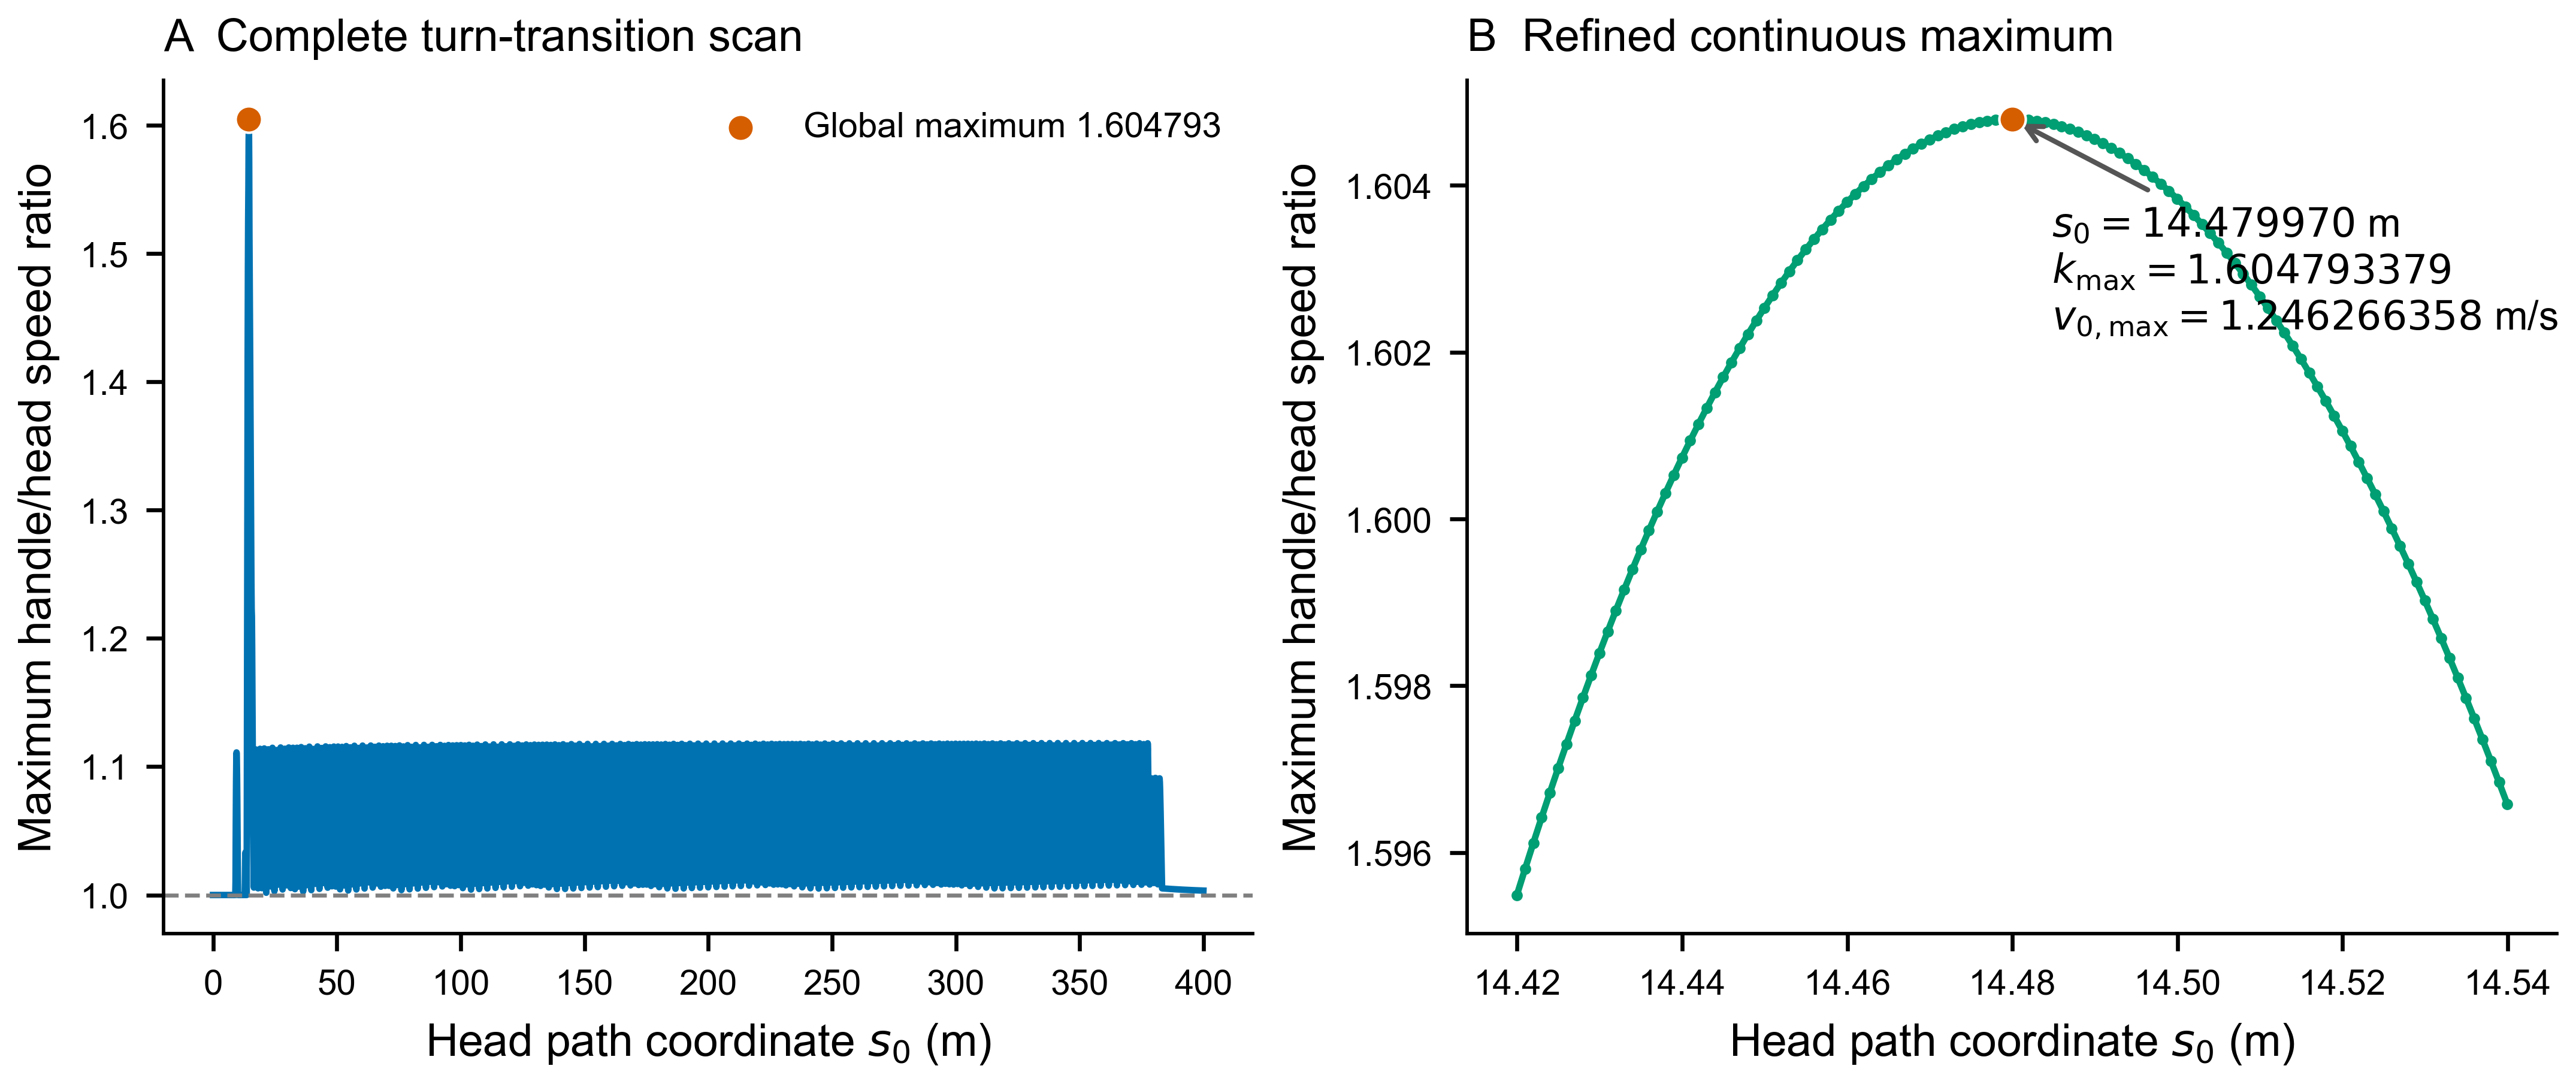 A Complete turn-transition scan
Maximum handle/head speed ratio
1.6
1.5
1.4
1.3
1.2
1.1
1.0
Global maximum 1.604793
0 50 100 150 200 250 300 350 400
Head path coordinate s₀ (m)
B Refined continuous maximum
Maximum handle/head speed ratio
1.604
1.602
1.600
1.598
1.596
s₀ = 14.479970 m
kmax = 1.604793379
v0, max = 1.246266358 m/s
14.42 14.44 14.46 14.48 14.50 14.52 14.54
Head path coordinate s₀ (m)